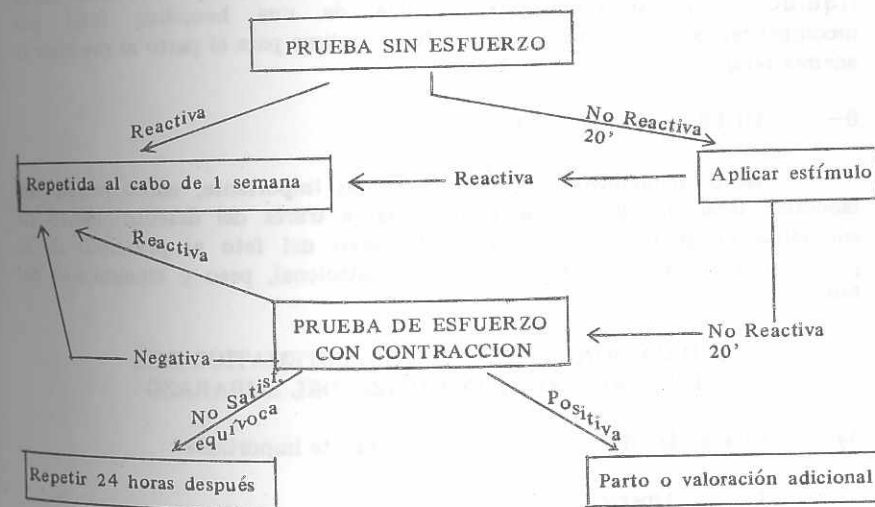 PRUEBA SIN ESFUERZO
Reactiva
No Reactiva
20'
Repetida al cabo de 1 semana
Reactiva
Aplicar estímulo
Reactiva
PRUEBA DE ESFUERZO
CON CONTRACCION
No Reactiva
20'
Negativa
No Satisf.
equívoca
Positiva
Repetir 24 horas después
Parto o valoración adicional